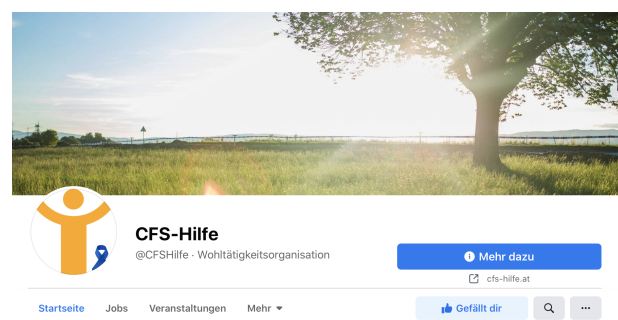 CFS-Hilfe
@CFSHilfe · Wohltätigkeitsorganisation
Mehr dazu
cfs-hilfe.at
Startseite Jobs Veranstaltungen Mehr
Gefällt dir